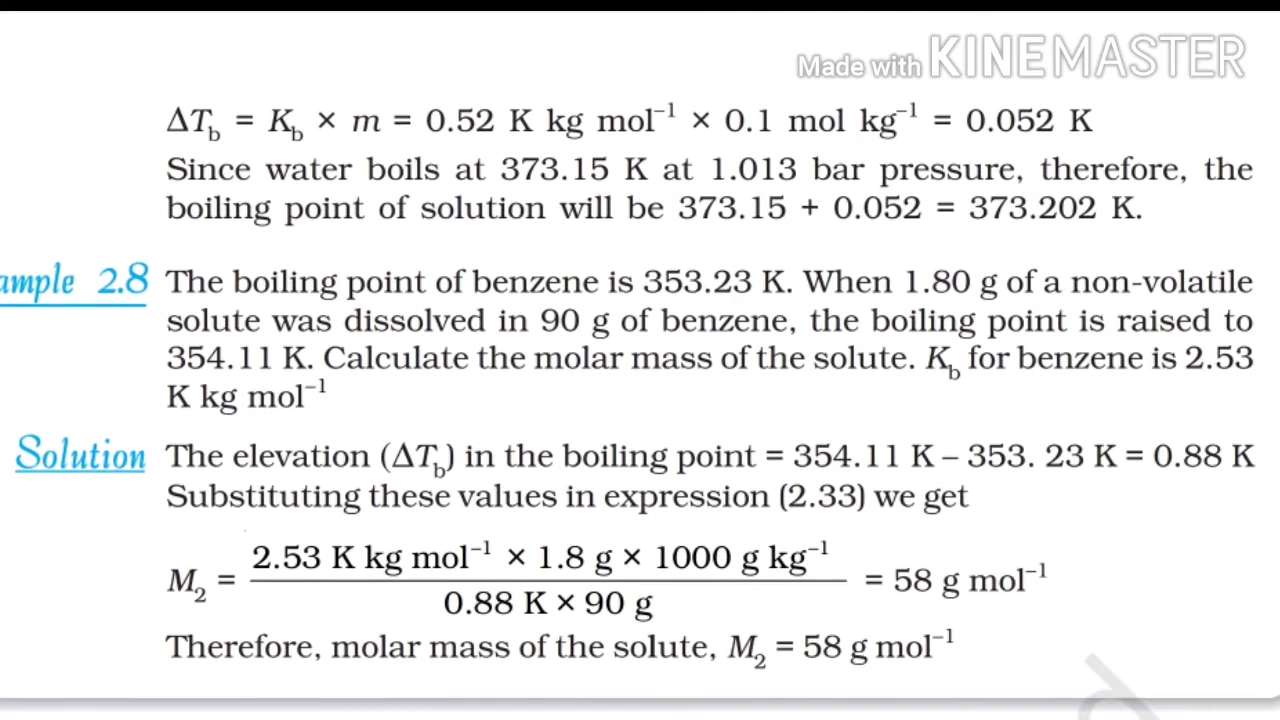 Made with KINEMASTER
ΔT_b = K_b × m = 0.52 K kg mol⁻¹ × 0.1 mol kg⁻¹ = 0.052 K
Since water boils at 373.15 K at 1.013 bar pressure, therefore, the
boiling point of solution will be 373.15 + 0.052 = 373.202 K.
ample 2.8 The boiling point of benzene is 353.23 K. When 1.80 g of a non-volatile
solute was dissolved in 90 g of benzene, the boiling point is raised to
354.11 K. Calculate the molar mass of the solute. K_b for benzene is 2.53
K kg mol⁻¹
Solution The elevation (ΔT_b) in the boiling point = 354.11 K – 353. 23 K = 0.88 K
Substituting these values in expression (2.33) we get
2.53 K kg mol⁻¹ × 1.8 g × 1000 g kg⁻¹
M₂ = = 58 g mol⁻¹
0.88 K × 90 g
Therefore, molar mass of the solute, M₂ = 58 g mol⁻¹
d